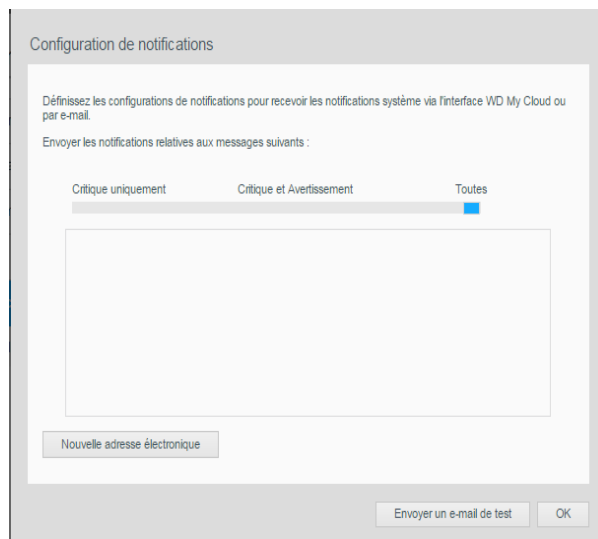 Configuration de notifications
Définissez les configurations de notifications pour recevoir les notifications système via l'interface WD My Cloud ou
par e-mail.
Envoyer les notifications relatives aux messages suivants :
Critique uniquement Critique et Avertissement Toutes
Nouvelle adresse électronique
Envoyer un e-mail de test OK